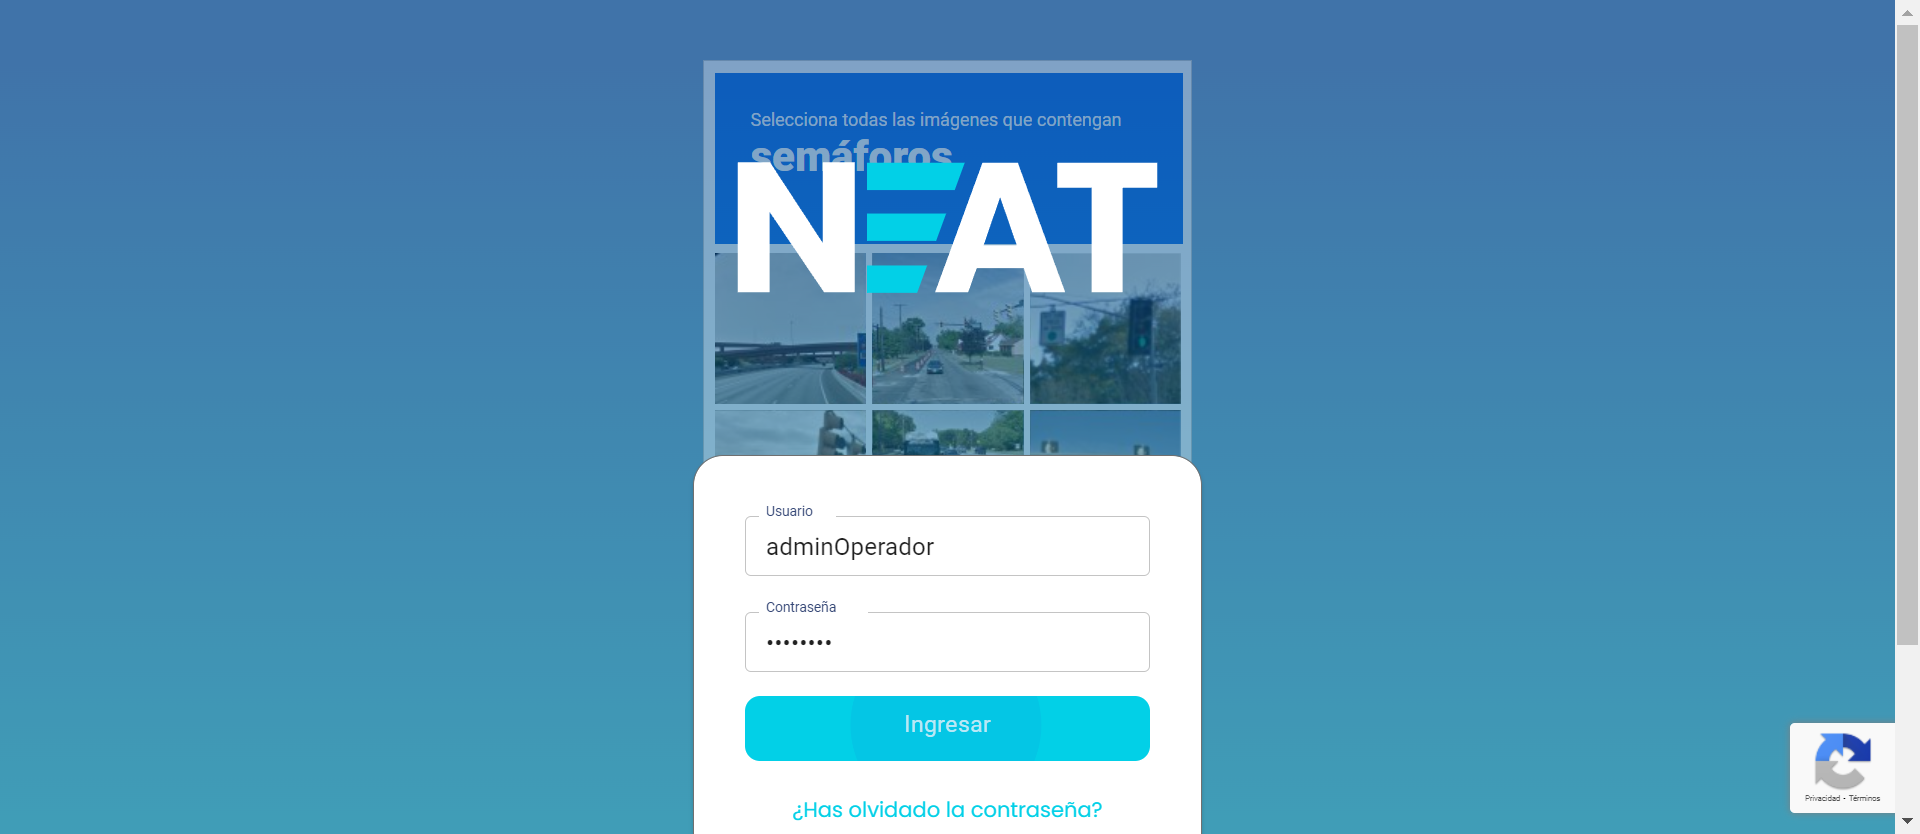 Selecciona todas las imágenes que contengan
semáforos
NEAT
Usuario
adminOperador
Contraseña
••••••••
Ingresar
¿Has olvidado la contraseña?
Privacidad - Términos